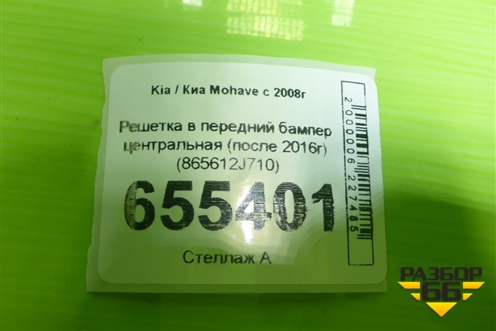 Kia / Киа Mohave с 2008г
Решетка в передний бампер
центральная (после 2016г)
(865612J710)
655401
Стеллаж А
2000006227485
РАЗБОР
66